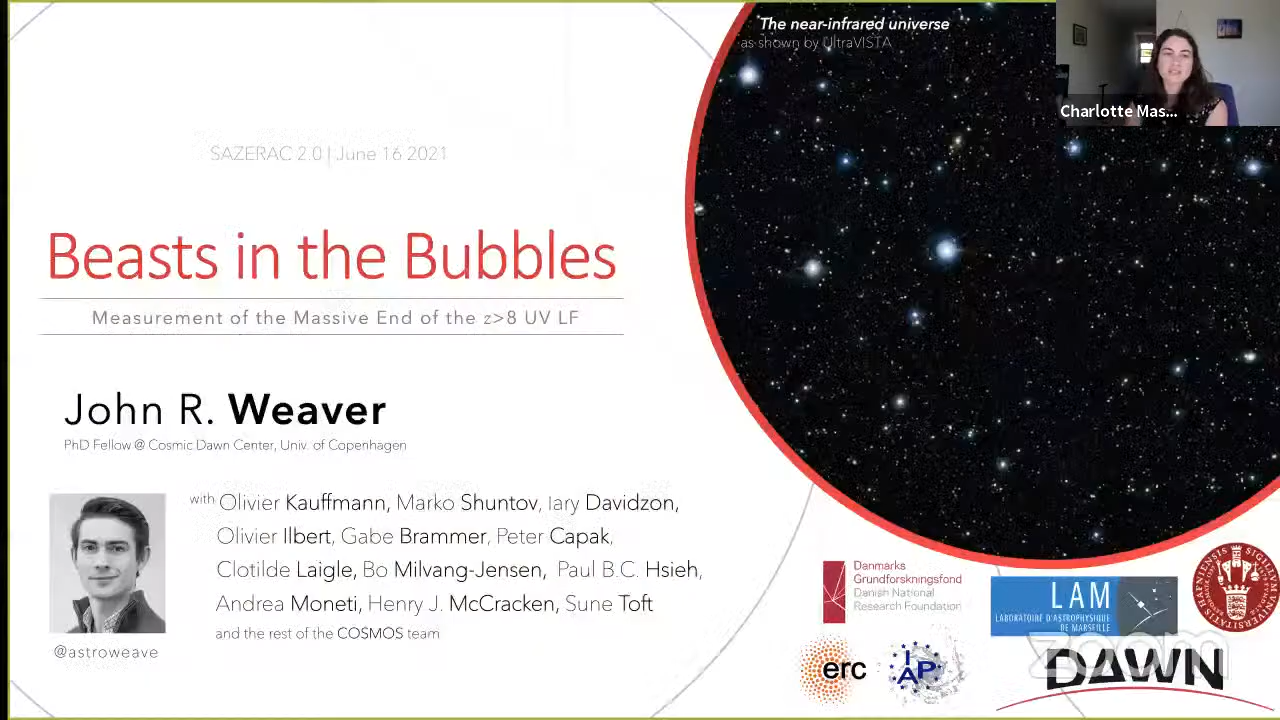 The near-infrared universe
as shown by UltraVISTA
Charlotte Mas...
SAZERAC 2.0 | June 16 2021
Beasts in the Bubbles
Measurement of the Massive End of the z>8 UV LF
John R. Weaver
PhD Fellow @ Cosmic Dawn Center, Univ. of Copenhagen
with Olivier Kauffmann, Marko Shuntov, Iary Davidzon,
Olivier Ilbert, Gabe Brammer, Peter Capak,
Clotilde Laigle, Bo Milvang-Jensen, Paul B.C. Hsieh,
Andrea Moneti, Henry J. McCracken, Sune Toft
and the rest of the COSMOS team
@astroweave
Danmarks
Grundforskningsfond
Danish National
Research Foundation
LAM
LABORATOIRE D'ASTROPHYSIQUE
DE MARSEILLE
erc
IAP
zoom
DAWN